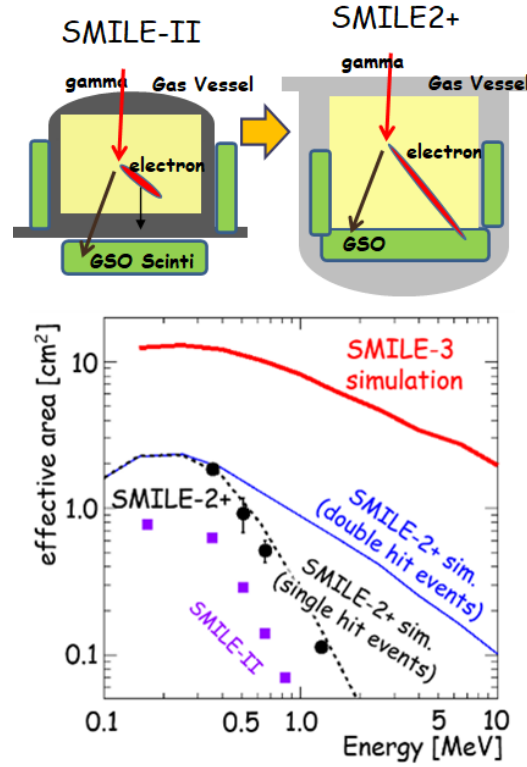 SMILE-II
SMILE2+
gamma
Gas Vessel
electron
GSO Scinti
gamma
Gas Vessel
electron
GSO
effective area [cm²]
10
1.0
0.1
SMILE-3
simulation
SMILE-2+
SMILE-2+ sim.
(double hit events)
SMILE-2+ sim.
(single hit events)
SMILE-II
0.1
0.5
1.0
5
10
Energy [MeV]